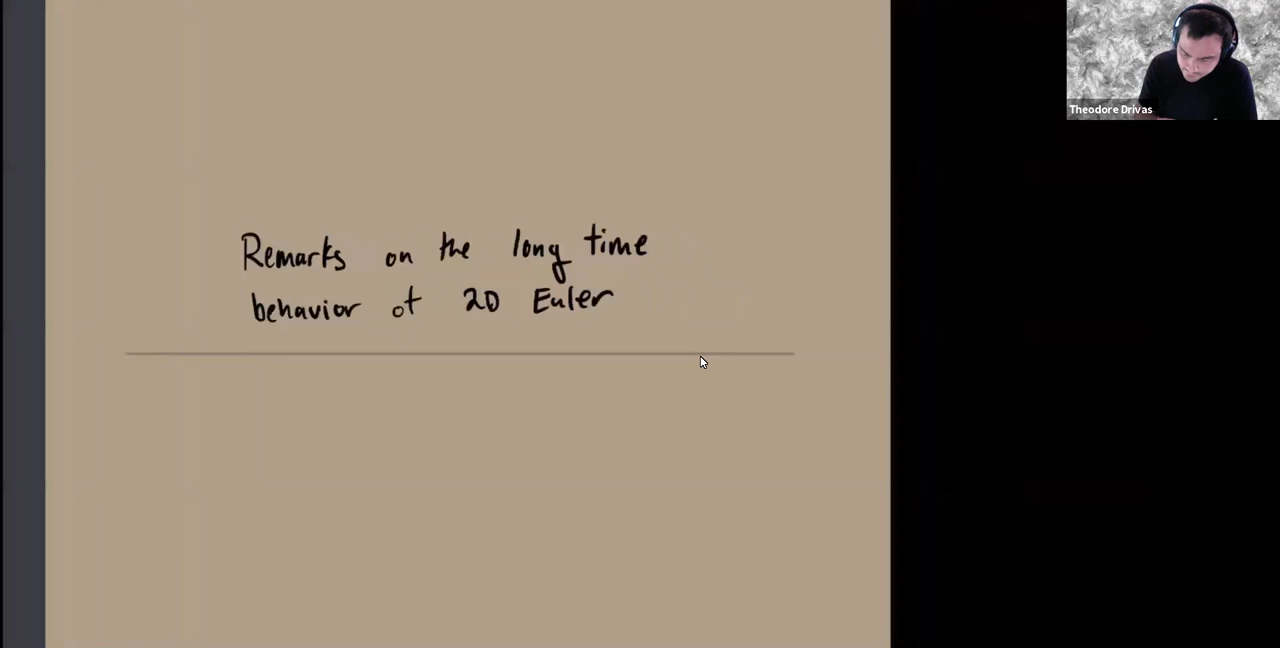 Remarks on the long time
behavior of 2D Euler
Theodore Drivas